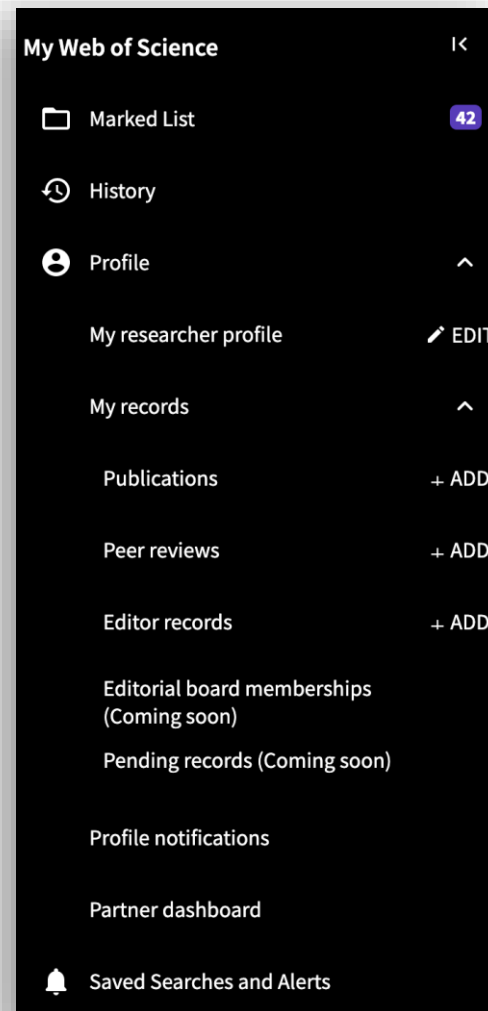 My Web of Science
Marked List 42
History
Profile
My researcher profile EDIT
My records
Publications + ADD
Peer reviews + ADD
Editor records + ADD
Editorial board memberships
(Coming soon)
Pending records (Coming soon)
Profile notifications
Partner dashboard
Saved Searches and Alerts